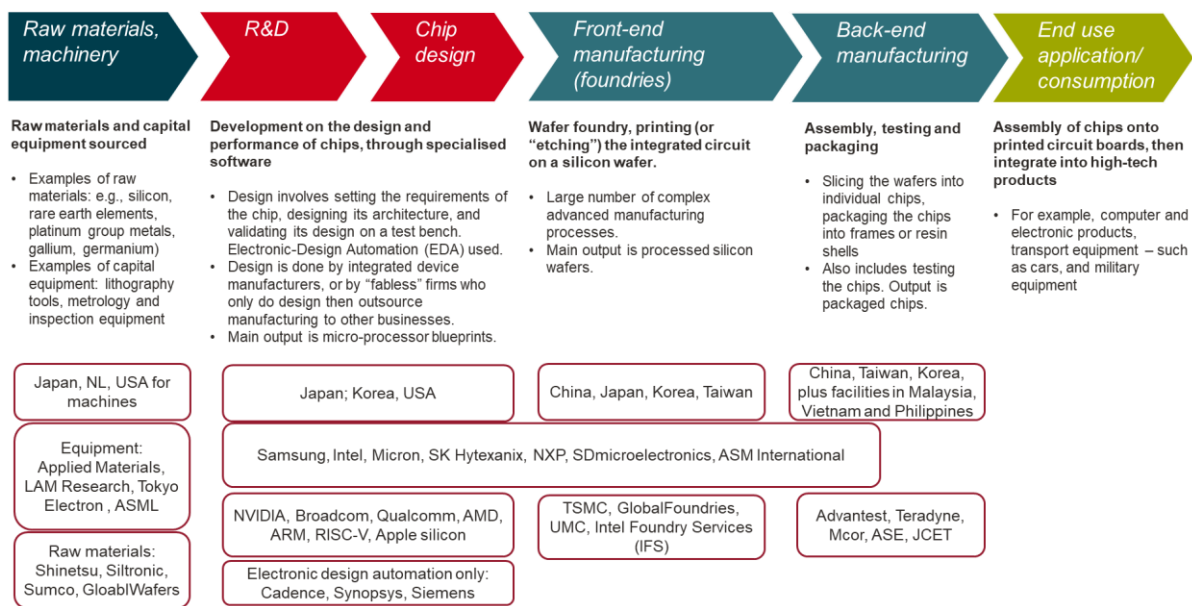 Raw materials,
machinery
R&D
Chip
design
Front-end
manufacturing
(foundries)
Back-end
manufacturing
End use
application/
consumption
Raw materials and capital
equipment sourced
• Examples of raw
materials: e.g., silicon,
rare earth elements,
platinum group metals,
gallium, germanium)
• Examples of capital
equipment: lithography
tools, metrology and
inspection equipment
Development on the design and
performance of chips, through specialised
software
• Design involves setting the requirements of
the chip, designing its architecture, and
validating its design on a test bench.
Electronic-Design Automation (EDA) used.
• Design is done by integrated device
manufacturers, or by “fabless” firms who
only do design then outsource
manufacturing to other businesses.
• Main output is micro-processor blueprints.
Wafer foundry, printing (or
“etching”) the integrated circuit
on a silicon wafer.
• Large number of complex
advanced manufacturing
processes.
• Main output is processed silicon
wafers.
Assembly, testing and
packaging
• Slicing the wafers into
individual chips,
packaging the chips
into frames or resin
shells
• Also includes testing
the chips. Output is
packaged chips.
Assembly of chips onto
printed circuit boards, then
integrate into high-tech
products
• For example, computer and
electronic products,
transport equipment – such
as cars, and military
equipment
Japan, NL, USA for
machines
Japan; Korea, USA
China, Japan, Korea, Taiwan
China, Taiwan, Korea,
plus facilities in Malaysia,
Vietnam and Philippines
Equipment:
Applied Materials,
LAM Research, Tokyo
Electron , ASML
Samsung, Intel, Micron, SK Hytexanix, NXP, SDmicroelectronics, ASM International
NVIDIA, Broadcom, Qualcomm, AMD,
ARM, RISC-V, Apple silicon
TSMC, GlobalFoundries,
UMC, Intel Foundry Services
(IFS)
Advantest, Teradyne,
Mcor, ASE, JCET
Raw materials:
Shinetsu, Siltronic,
Sumco, GloablWafers
Electronic design automation only:
Cadence, Synopsys, Siemens